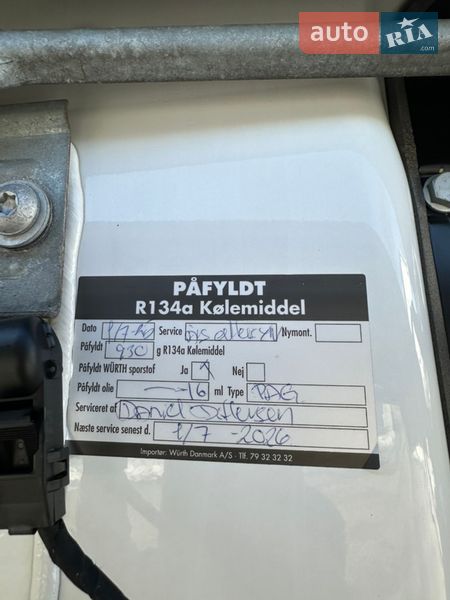 auto RIA .com
PÅFYLDT
R134a Kølemiddel
Dato Service /Nymont.
Påfyldt 930 g R134a Kølemiddel
Påfyldt WÜRTH sporstof Ja Nej
Påfyldt olie 16 ml Type PAG
Serviceret af Daniel
Næste service senest d. 1/7-2026
Importør: Würth Danmark A/S - Tlf. 79 32 32 32